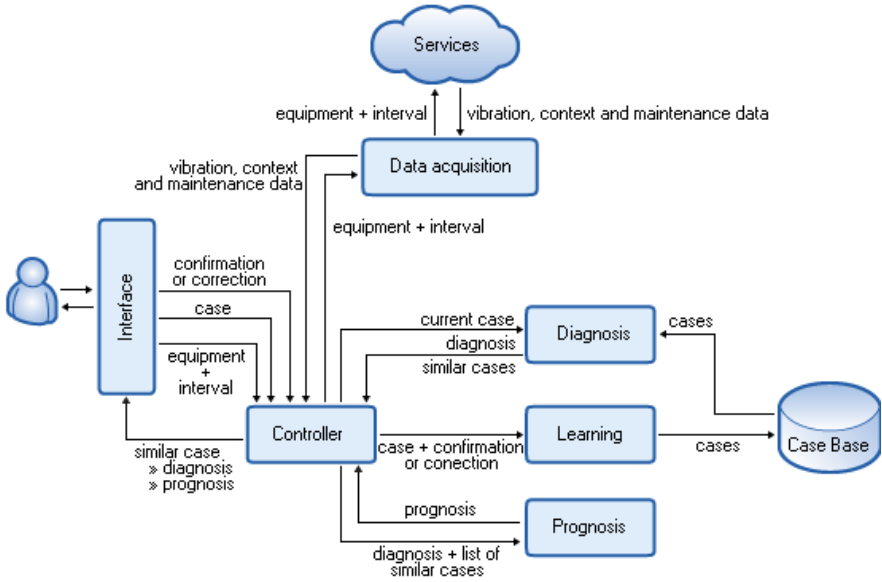 Services
equipment + interval
vibration, context and maintenance data
Data acquisition
vibration, context
and maintenance data
equipment + interval
Interface
confirmation
or correction
case
equipment
+
interval
current case
diagnosis
similar cases
Diagnosis
cases
Controller
similar case
» diagnosis
» prognosis
case + confirmation
or conection
Learning
cases
Case Base
prognosis
Prognosis
diagnosis + list of
similar cases